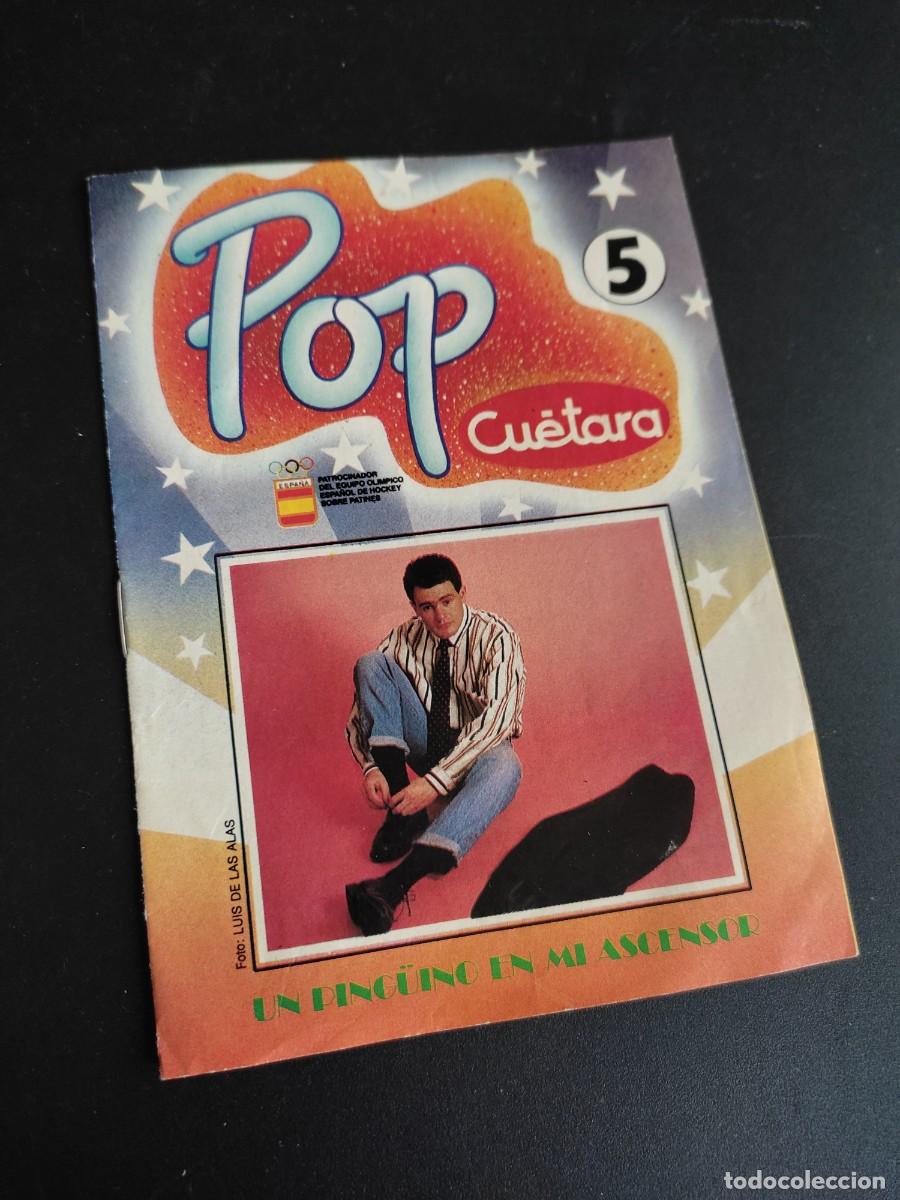 Pop
5
Cuétara
ESPAÑA
PATROCINADOR
DEL EQUIPO OLIMPICO
ESPAÑOL DE HOCKEY
SOBRE PATINES
Foto: LUIS DE LAS ALAS
UN PINGÜINO EN MI ASCENSOR
todocoleccion